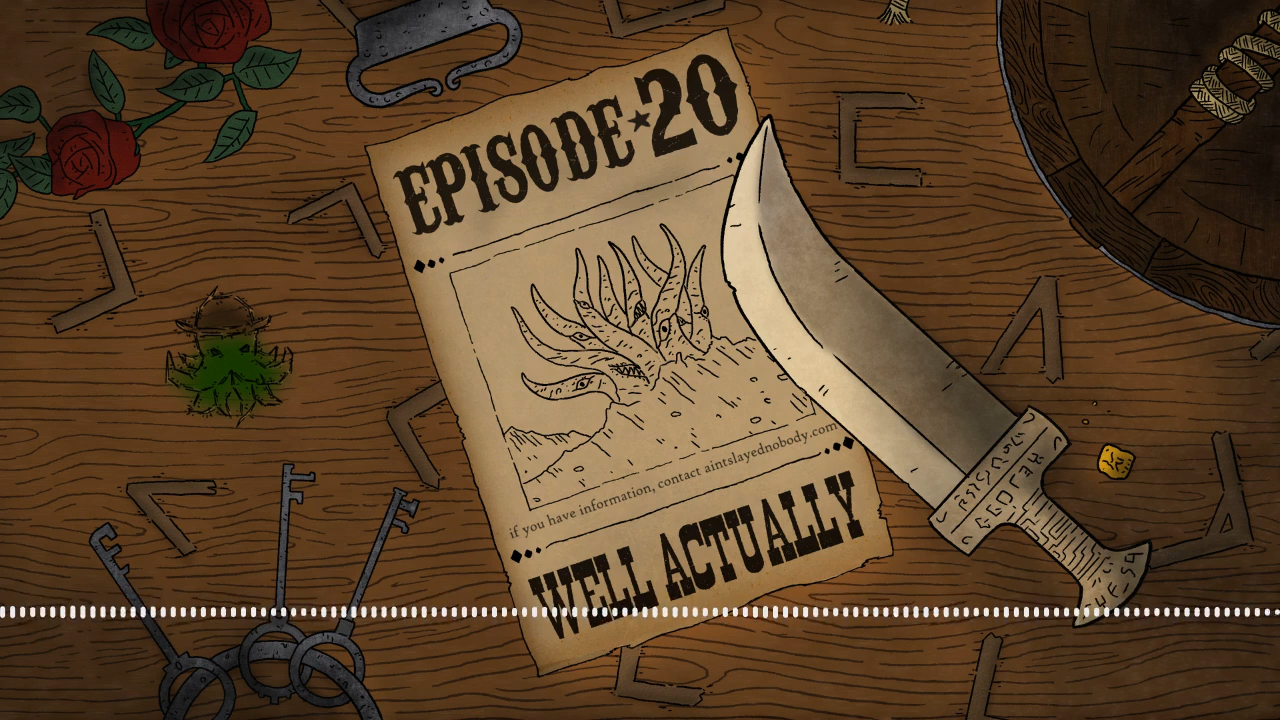 EPISODE★20
if you have information, contact aintslayednobody.com
WELL ACTUALLY